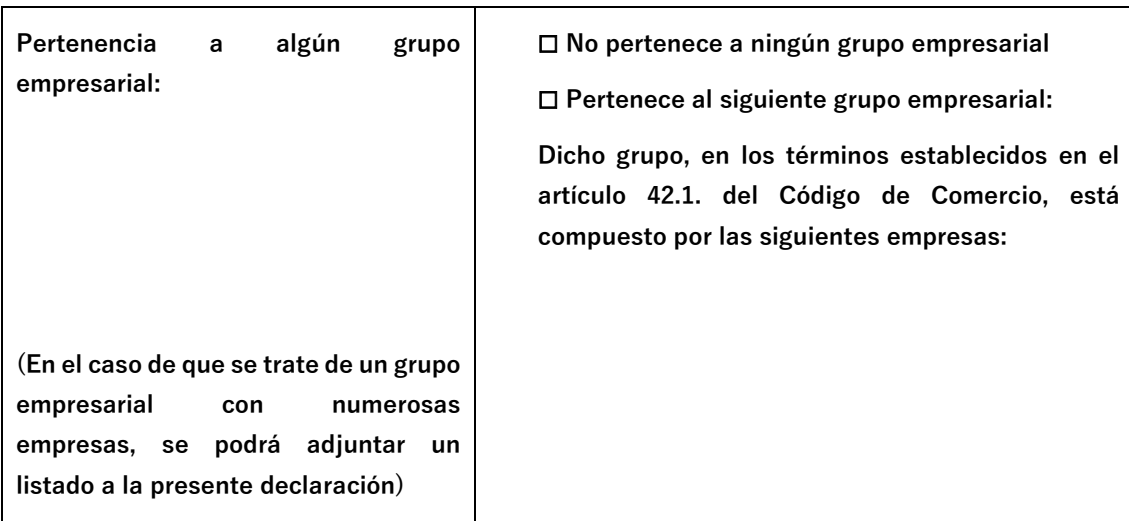 Pertenencia a algún grupo
empresarial:
(En el caso de que se trate de un grupo
empresarial con numerosas
empresas, se podrá adjuntar un
listado a la presente declaración)
☐ No pertenece a ningún grupo empresarial
☐ Pertenece al siguiente grupo empresarial:
Dicho grupo, en los términos establecidos en el
artículo 42.1. del Código de Comercio, está
compuesto por las siguientes empresas: